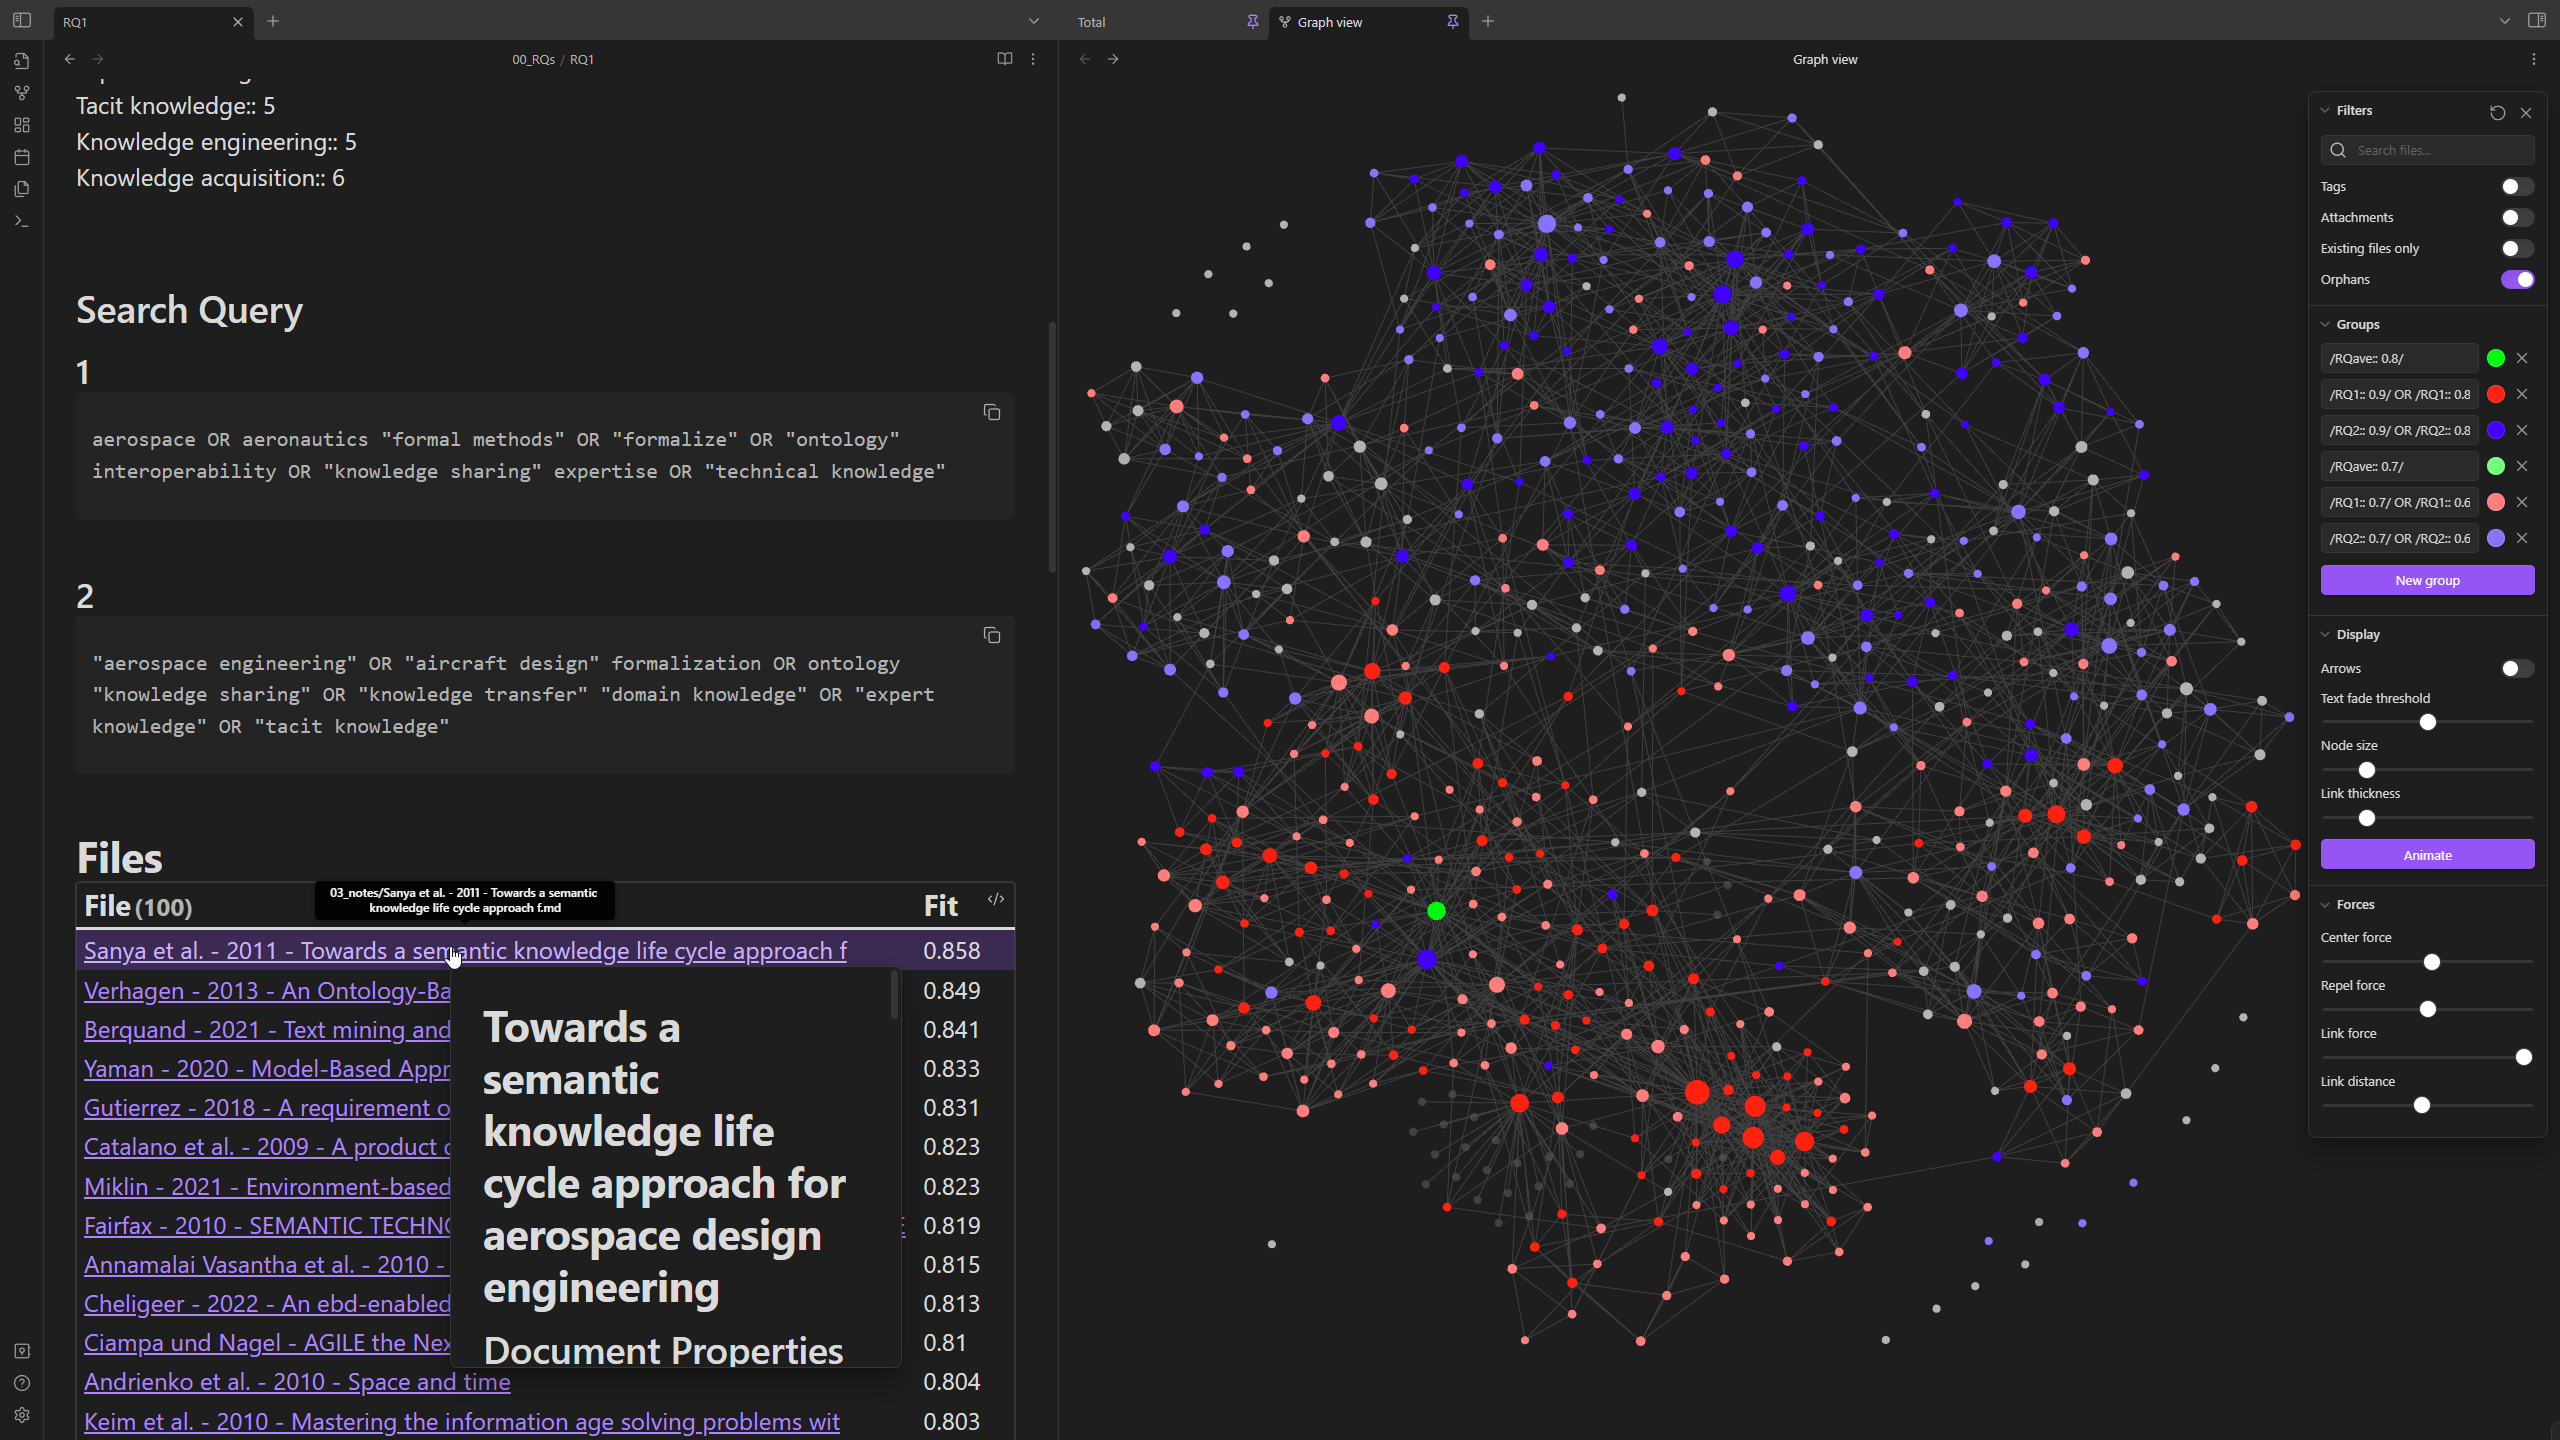 RQ1
Total
Graph view
00_RQs / RQ1
Graph view
Tacit knowledge:: 5
Knowledge engineering:: 5
Knowledge acquisition:: 6
Search Query
1
aerospace OR aeronautics "formal methods" OR "formalize" OR "ontology"
interoperability OR "knowledge sharing" expertise OR "technical knowledge"
2
"aerospace engineering" OR "aircraft design" formalization OR ontology
"knowledge sharing" OR "knowledge transfer" "domain knowledge" OR "expert
knowledge" OR "tacit knowledge"
Files
File (100)
Fit
03_notes/Sanya et al. - 2011 - Towards a semantic
knowledge life cycle approach f.md
Sanya et al. - 2011 - Towards a semantic knowledge life cycle approach f 0.858
Verhagen - 2013 - An Ontology-Ba 0.849
Berquand - 2021 - Text mining and 0.841
Yaman - 2020 - Model-Based Appr 0.833
Gutierrez - 2018 - A requirement o 0.831
Catalano et al. - 2009 - A product 0.823
Miklin - 2021 - Environment-based 0.823
Fairfax - 2010 - SEMANTIC TECHNO 0.819
Annamalai Vasantha et al. - 2010 - 0.815
Cheligeer - 2022 - An ebd-enabled 0.813
Ciampa und Nagel - AGILE the Nex 0.81
Andrienko et al. - 2010 - Space and time 0.804
Keim et al. - 2010 - Mastering the information age solving problems wit 0.803
Towards a
semantic
knowledge life
cycle approach for
aerospace design
engineering
Document Properties
Filters
Search files...
Tags
Attachments
Existing files only
Orphans
Groups
/RQave:: 0.8/
/RQ1:: 0.9/ OR /RQ1:: 0.8
/RQ2:: 0.9/ OR /RQ2:: 0.8
/RQave:: 0.7/
/RQ1:: 0.7/ OR /RQ1:: 0.6
/RQ2:: 0.7/ OR /RQ2:: 0.6
New group
Display
Arrows
Text fade threshold
Node size
Link thickness
Animate
Forces
Center force
Repel force
Link force
Link distance